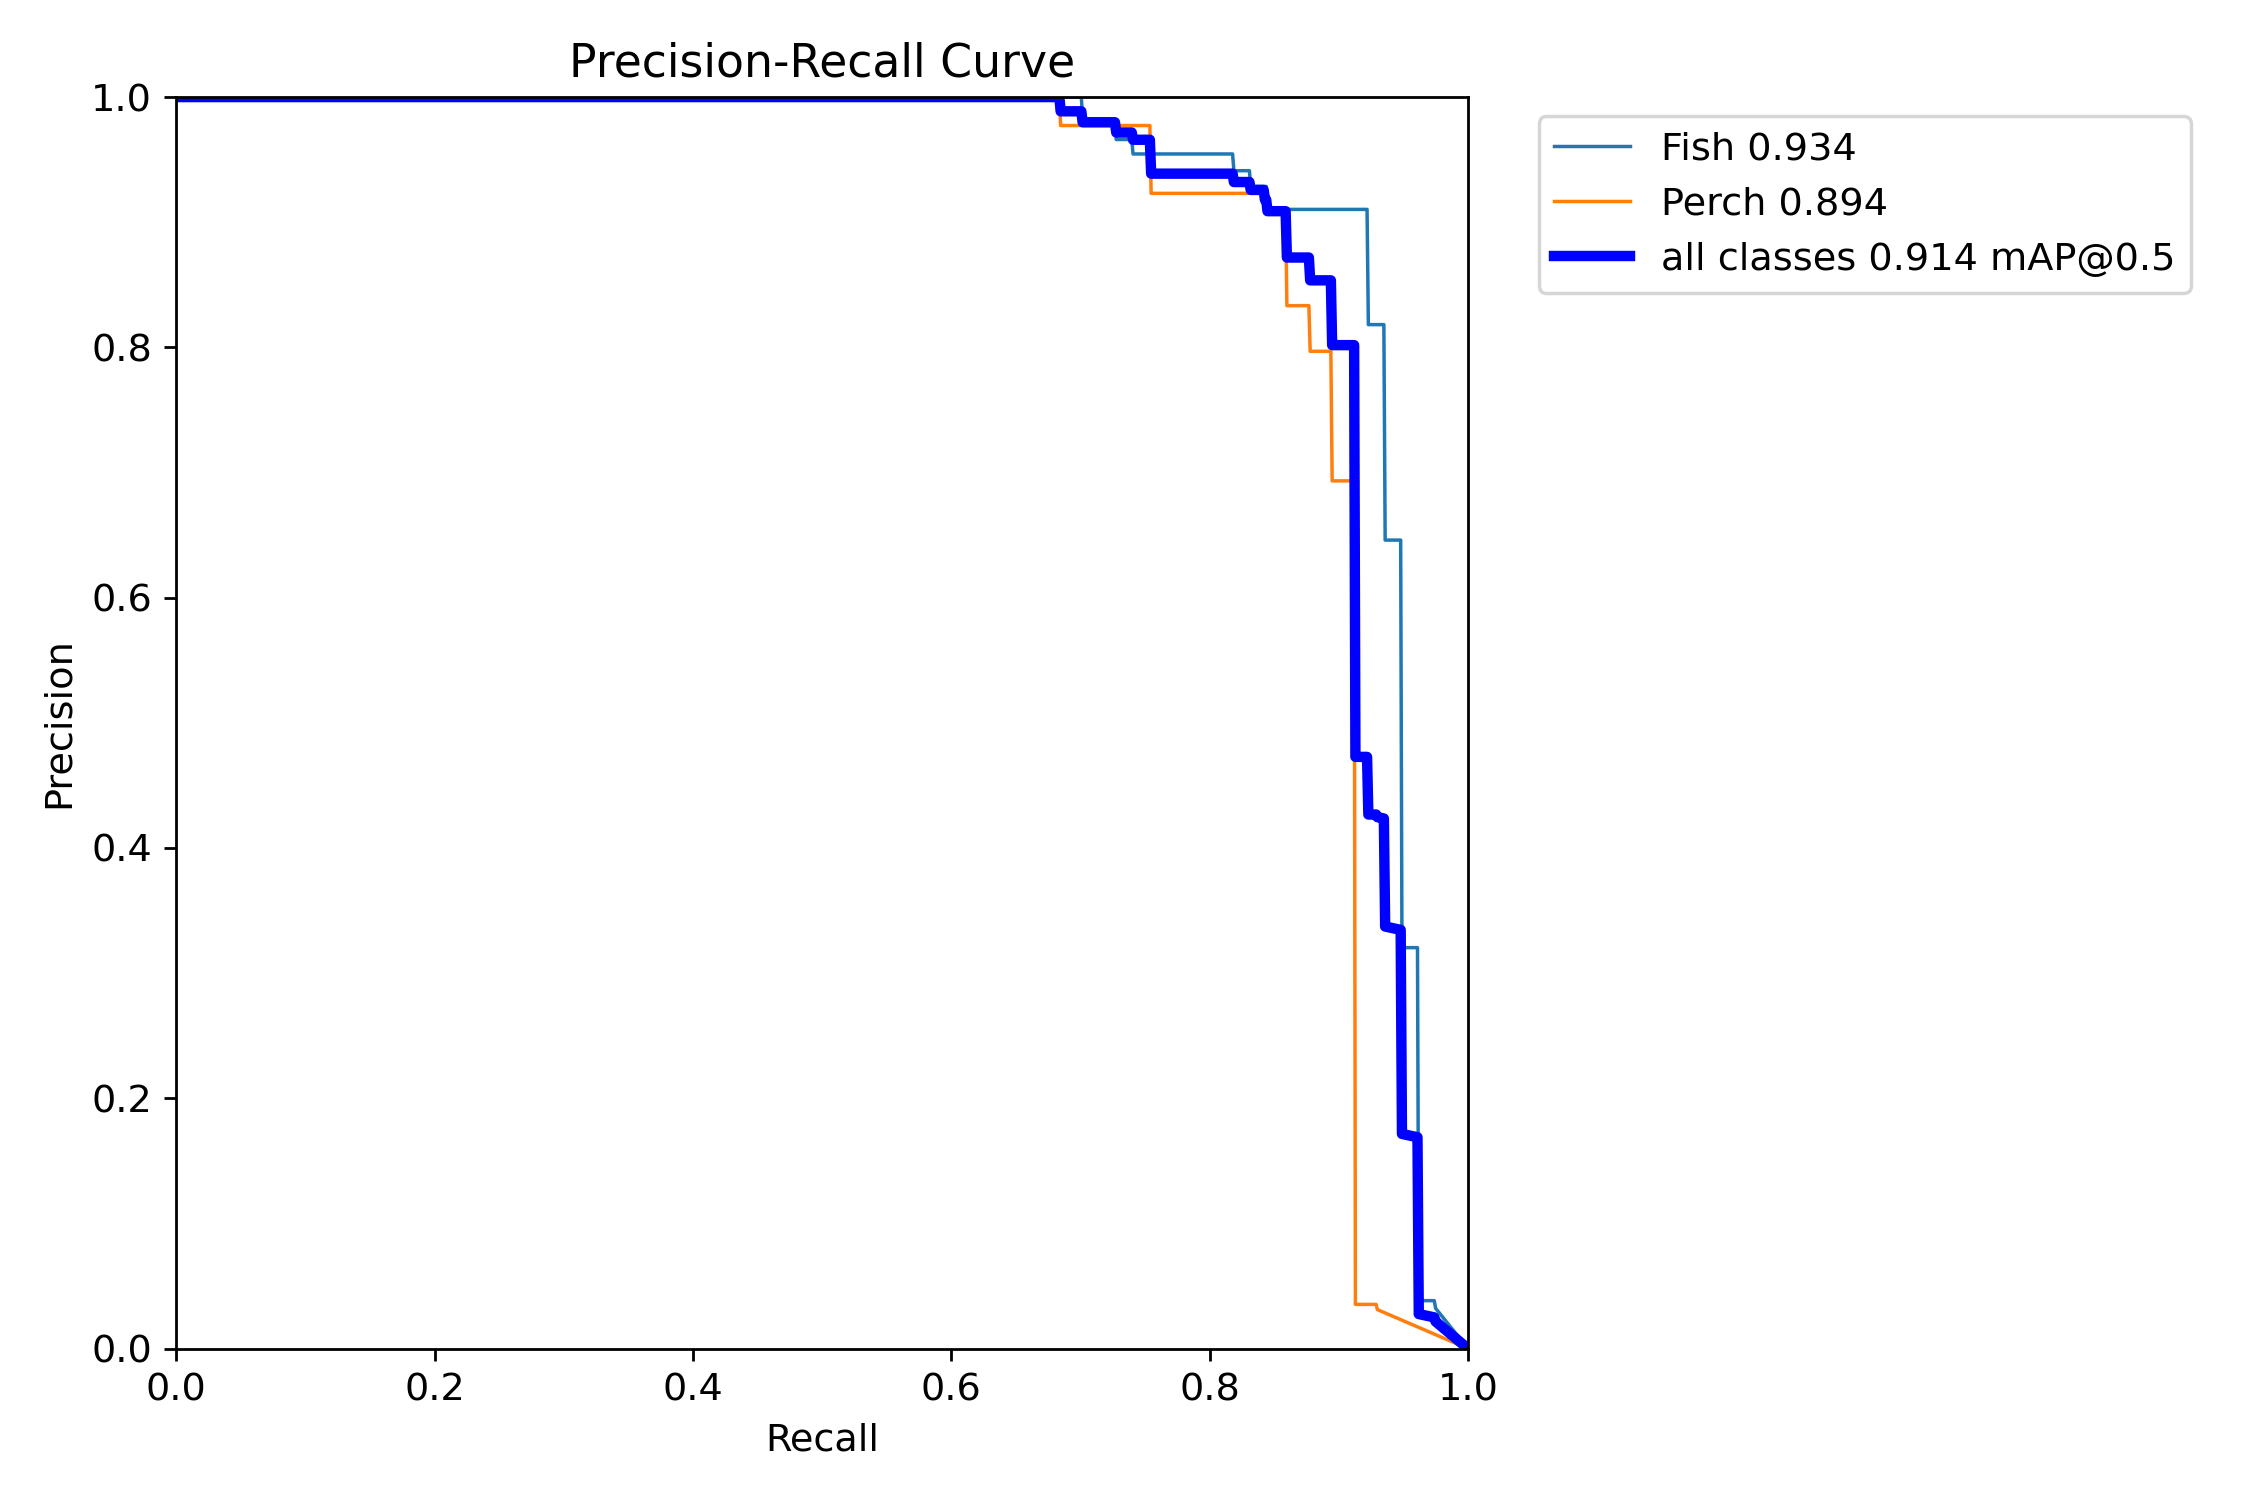 Precision-Recall Curve
1.0
0.8
0.6
0.4
0.2
0.0
Precision
0.0 0.2 0.4 0.6 0.8 1.0
Recall
Fish 0.934
Perch 0.894
all classes 0.914 mAP@0.5